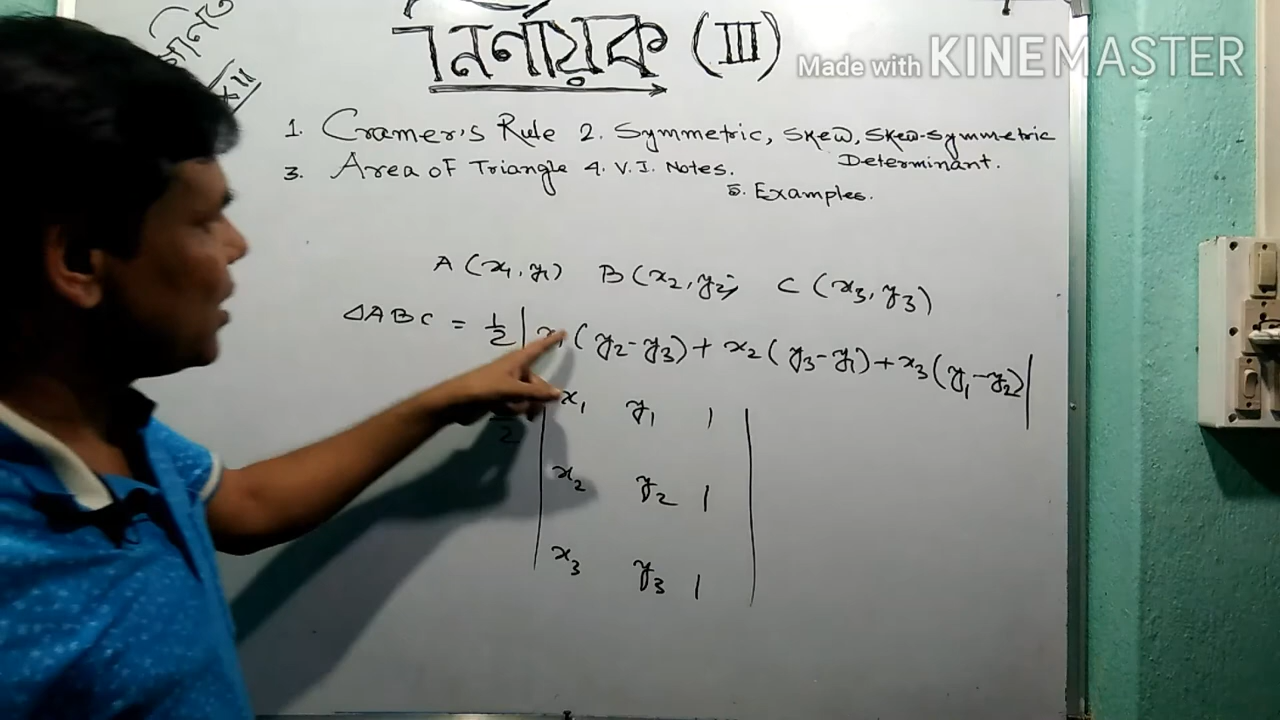 নির্ণায়ক (III)
Made with KINEMASTER
XII
1. Cramer's Rule 2. Symmetric, Skew, Skew-symmetric
Determinant.
3. Area of Triangle 4. V.I. Notes.
5. Examples.
A (x₁, y₁) B (x₂, y₂) C (x₃, y₃)
ΔABC = 1/2 | x₁ (y₂-y₃) + x₂ (y₃-y₁) + x₃ (y₁-y₂) |
x₁ y₁ 1
2
x₂ y₂ 1
x₃ y₃ 1